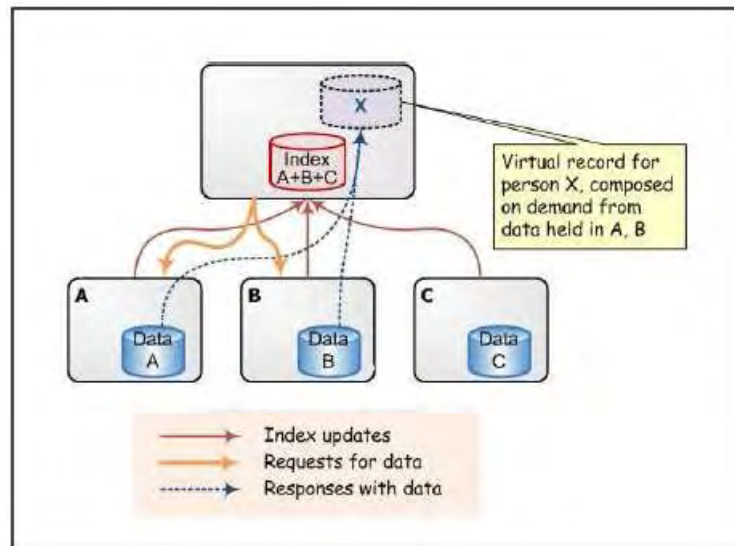 X
Index
A+B+C
Virtual record for
person X, composed
on demand from
data held in A, B
A
Data
A
B
Data
B
C
Data
C
Index updates
Requests for data
Responses with data